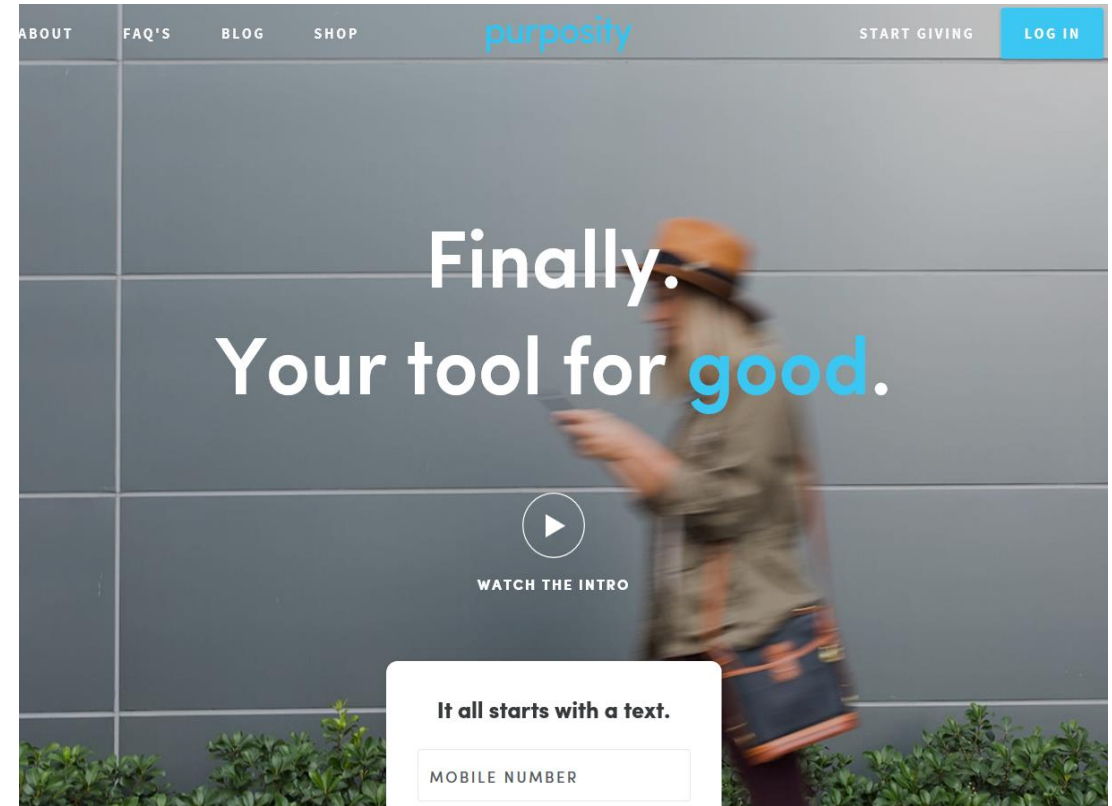 ABOUT FAQ'S BLOG SHOP purposity START GIVING LOG IN
Finally.
Your tool for good.
WATCH THE INTRO
It all starts with a text.
MOBILE NUMBER